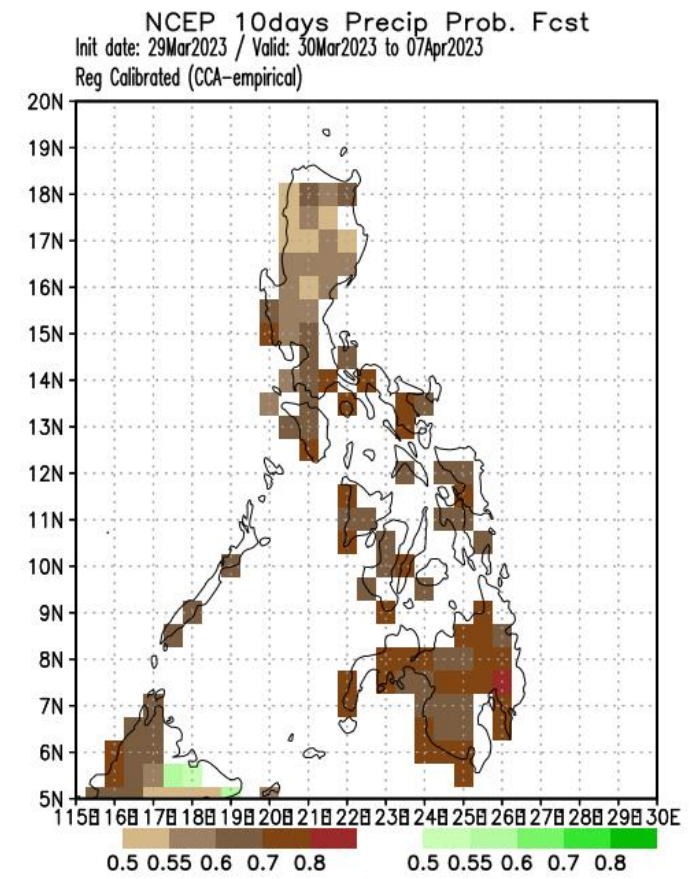 NCEP 10days Precip Prob. Fcst
Init date: 29Mar2023 / Valid: 30Mar2023 to 07Apr2023
Reg Calibrated (CCA-empirical)
20N
19N
18N
17N
16N
15N
14N
13N
12N
11N
10N
9N
8N
7N
6N
5N
115E 116E 117E 118E 119E 120E 121E 122E 123E 124E 125E 126E 127E 128E 129E 130E
0.5 0.55 0.6 0.7 0.8 0.5 0.55 0.6 0.7 0.8